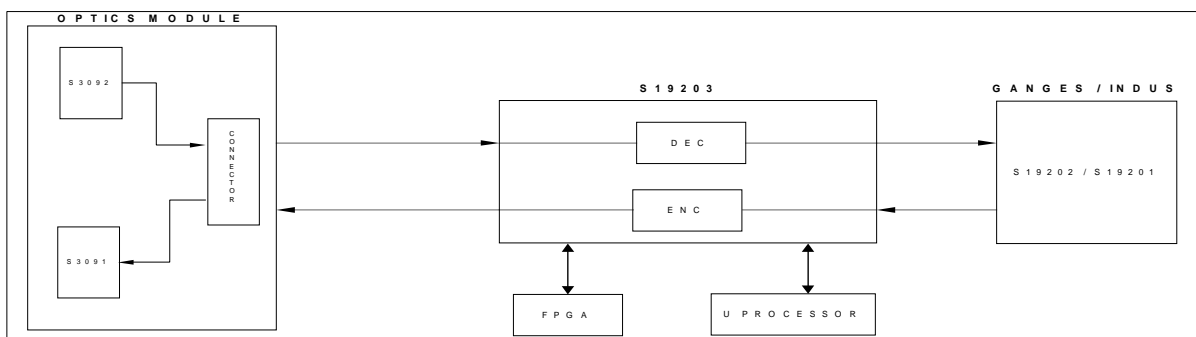 OPTICS MODULE
S3092
CONNECTOR
S3091
S19203
DEC
ENC
FPGA
U PROCESSOR
GANGES / INDUS
S19202 / S19201